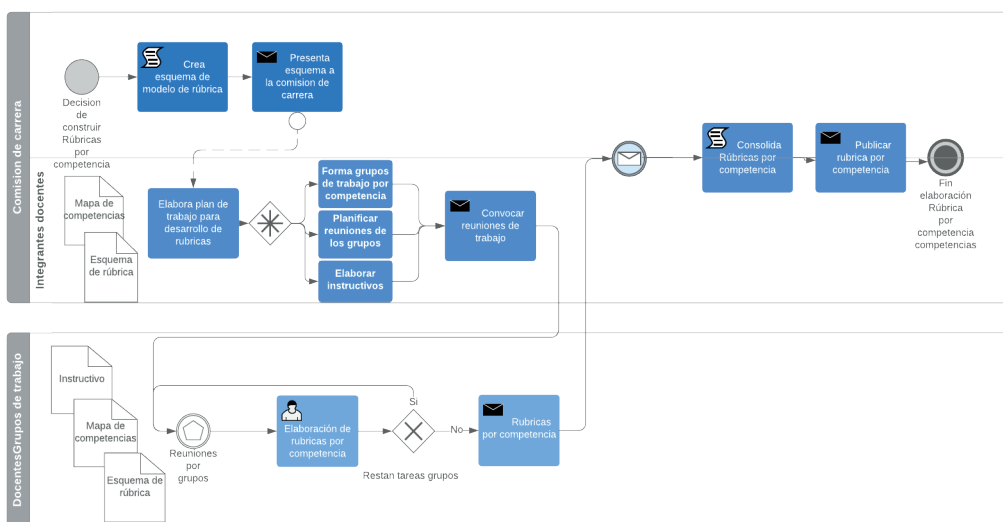 Comision de carrera
Integrantes docentes
Decision
de
construir
Rúbricas
por
competencia
Crea
esquema de
modelo de rúbrica
Presenta
esquema a
la comision de
carrera
Mapa de
competencias
Esquema
de rúbrica
Elabora plan de
trabajo para
desarrollo de
rubricas
Forma grupos
de trabajo por
competencia
Planificar
reuniones de
los grupos
Elaborar
instructivos
Convocar
reuniones de
trabajo
Consolida
Rúbricas por
competencia
Publicar
rubrica por
competencia
Fin
elaboración
Rúbrica
por
competencia
competencias
DocentesGrupos de trabajo
Instructivo
Mapa de
competencias
Esquema de
rúbrica
Reuniones
por
grupos
Elaboración de
rubricas por
competencia
Si
No
Restan tareas grupos
Rubricas
por competencia